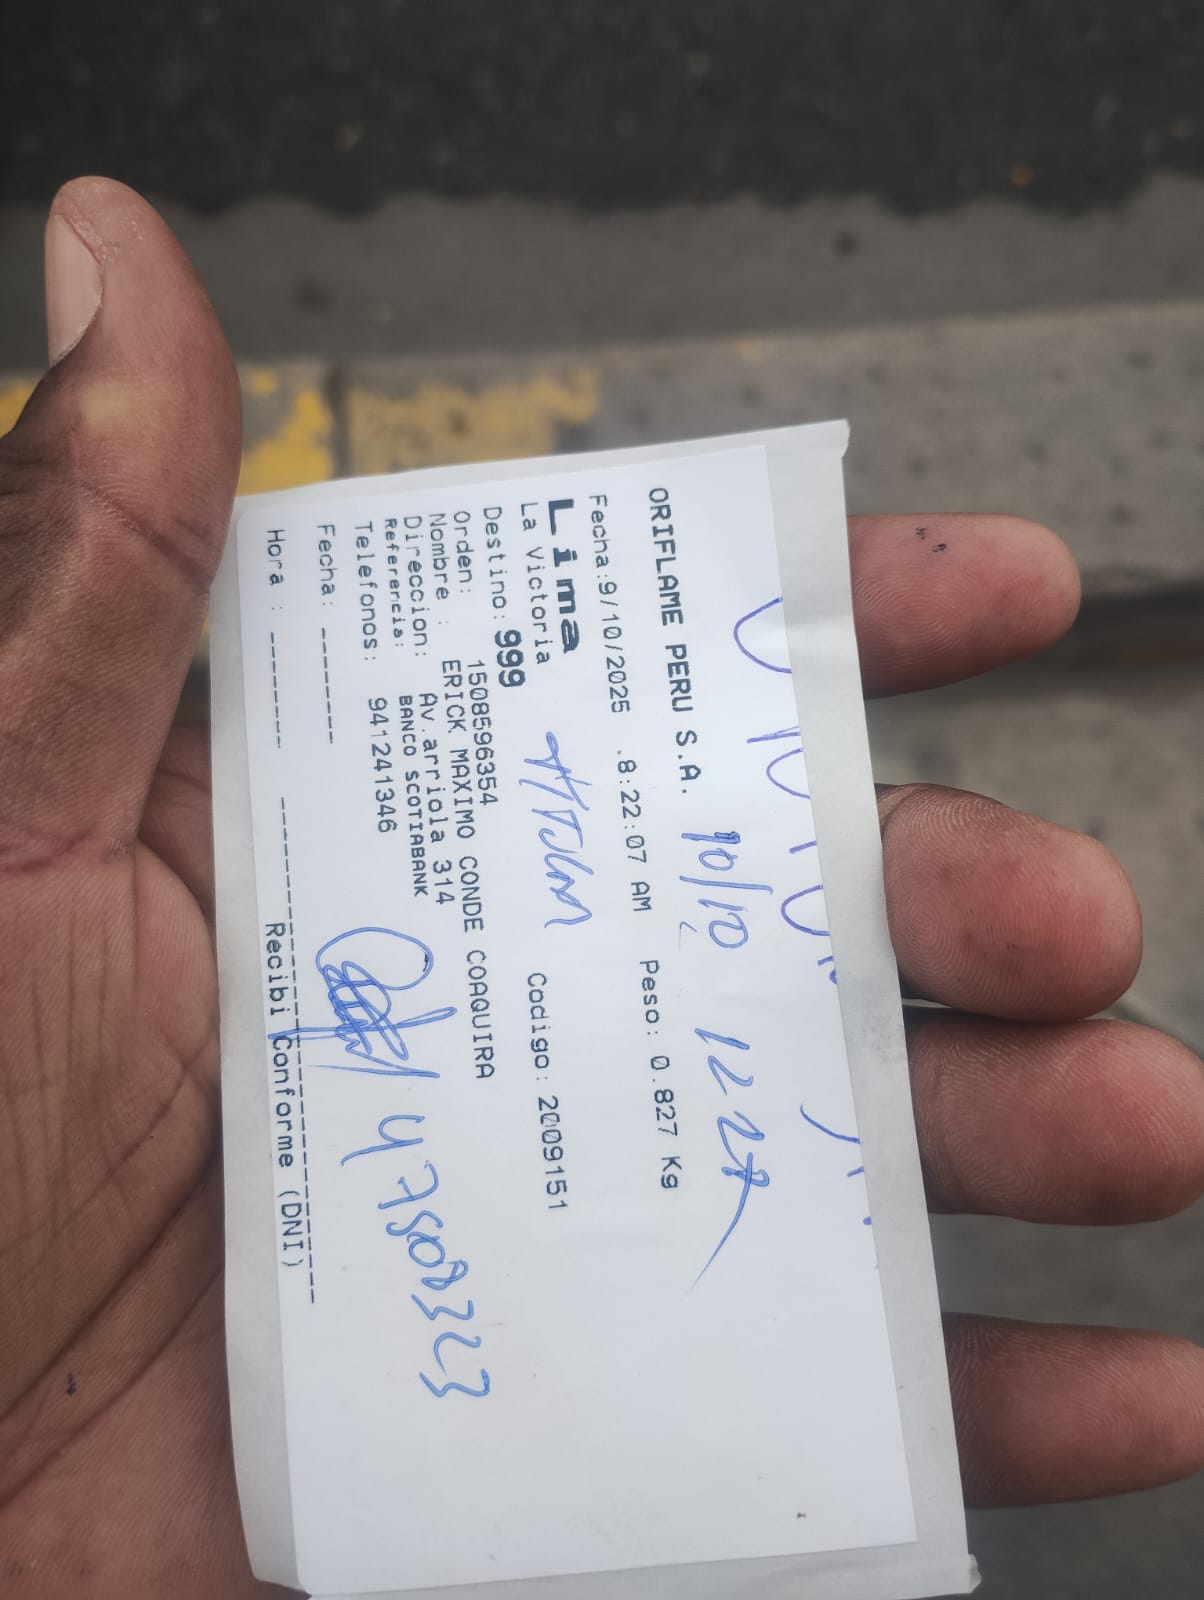 ORIFLAME PERU S.A. 10/10 12 27
Fecha:9/10/2025 .8:22:07 AM Peso: 0.827 Kg
Lima
La Victoria Codigo: 2009151
Destino: 999
Orden: 1508596354
Nombre : ERICK MAXIMO CONDE COAQUIRA
Direccion: Av.arriola 314
Referencia: BANCO SCOTIABANK
Telefonos: 941241346
47508323
Fecha: -------
Hora : -------
Recibi Conforme (DNI)